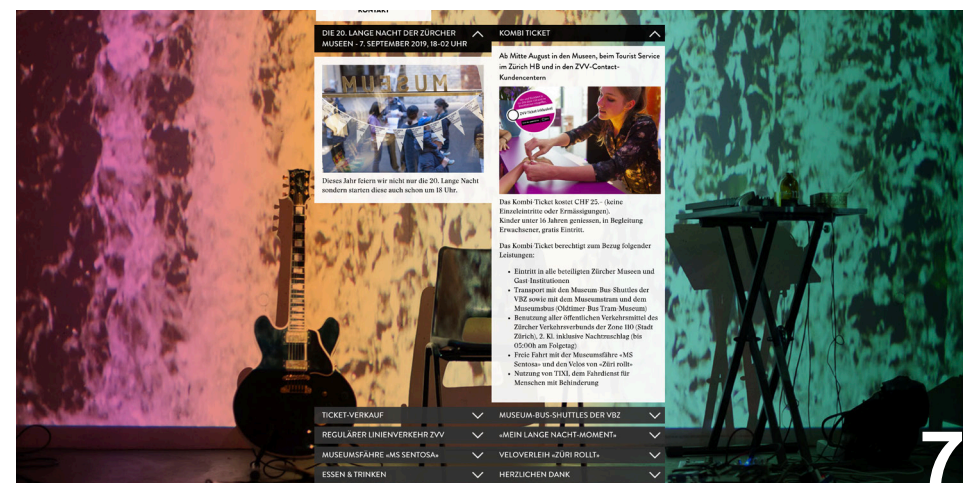 KONTAKT
DIE 20. LANGE NACHT DER ZÜRCHER
MUSEEN - 7. SEPTEMBER 2019, 18-02 UHR
MUSEUM
Dieses Jahr feiern wir nicht nur die 20. Lange Nacht
sondern starten diese auch schon um 18 Uhr.
KOMBI TICKET
Ab Mitte August in den Museen, beim Tourist Service
im Zürich HB und in den ZVV-Contact-
Kundencentern
Das Kombi-Ticket kostet CHF 25.- (keine
Einzeleintritte oder Ermässigungen).
Kinder unter 16 Jahren geniessen, in Begleitung
Erwachsener, gratis Eintritt.
Das Kombi-Ticket berechtigt zum Bezug folgender
Leistungen:
• Eintritt in alle beteiligten Zürcher Museen und
Gast-Institutionen
• Transport mit den Museum-Bus-Shuttles der
VBZ sowie mit dem Museumstram und dem
Museumsbus (Oldtimer Bus Tram-Museum)
• Benutzung aller öffentlichen Verkehrsmittel des
Zürcher Verkehrsverbunds der Zone 110 (Stadt
Zürich), 2. Kl. inklusive Nachtzuschlag (bis
05:00h am Folgetag)
• Freie Fahrt mit der Museumsfähre «MS
Sentosa» und den Velos von «Züri rollt»
• Nutzung von TIXI, dem Fahrdienst für
Menschen mit Behinderung
TICKET-VERKAUF
REGULÄRER LINIENVERKEHR ZVV
MUSEUMSFÄHRE «MS SENTOSA»
ESSEN & TRINKEN
MUSEUM-BUS-SHUTTLES DER VBZ
«MEIN LANGE NACHT-MOMENT»
VELOVERLEIH «ZÜRI ROLLT»
HERZLICHEN DANK
7